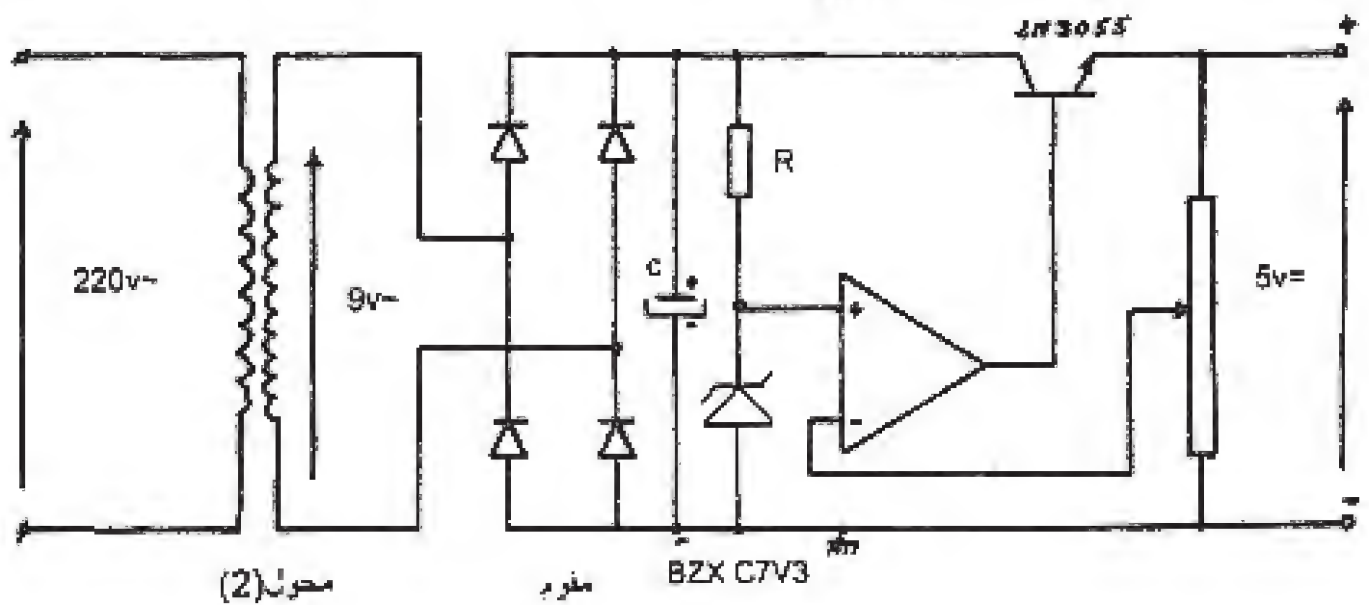 2N3055
+
220v~
9v~
c
+
-
R
+
-
5v=
-
-
BZX C7V3
محول(2)
مقوم